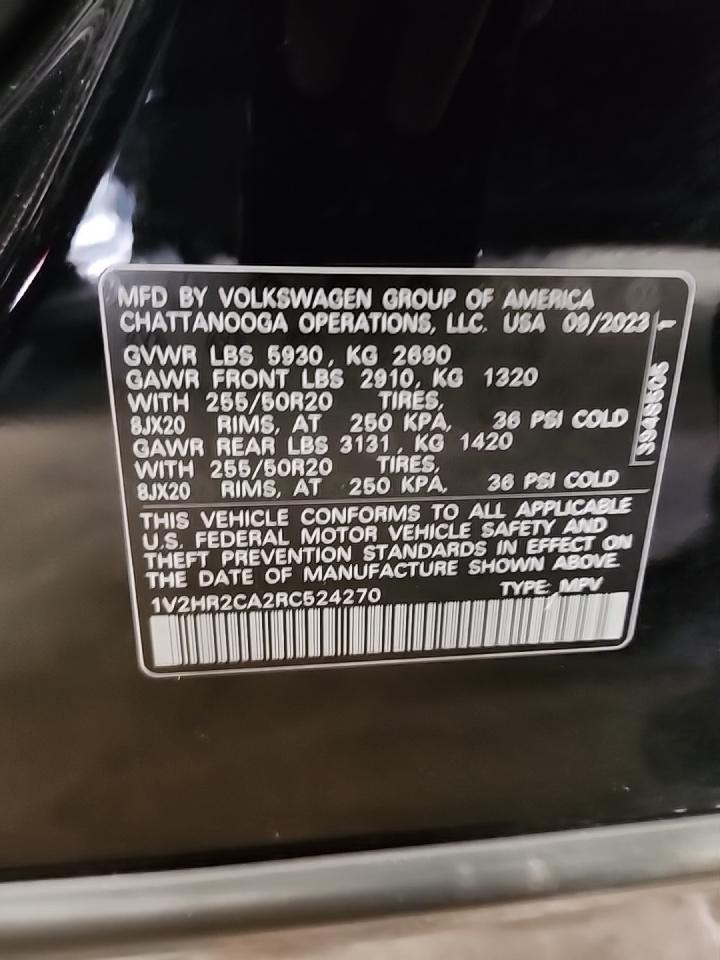 MFD BY VOLKSWAGEN GROUP OF AMERICA
CHATTANOOGA OPERATIONS, LLC. USA 09/2023
GVWR LBS 5930, KG 2690
GAWR FRONT LBS 2910, KG 1320
WITH 255/50R20 TIRES,
8JX20 RIMS, AT 250 KPA, 36 PSI COLD
GAWR REAR LBS 3131, KG 1420
WITH 255/50R20 TIRES,
8JX20 RIMS, AT 250 KPA, 36 PSI COLD
THIS VEHICLE CONFORMS TO ALL APPLICABLE
U.S. FEDERAL MOTOR VEHICLE SAFETY AND
THEFT PREVENTION STANDARDS IN EFFECT ON
THE DATE OF MANUFACTURE SHOWN ABOVE.
1V2HR2CA2RC524270 TYPE: MPV